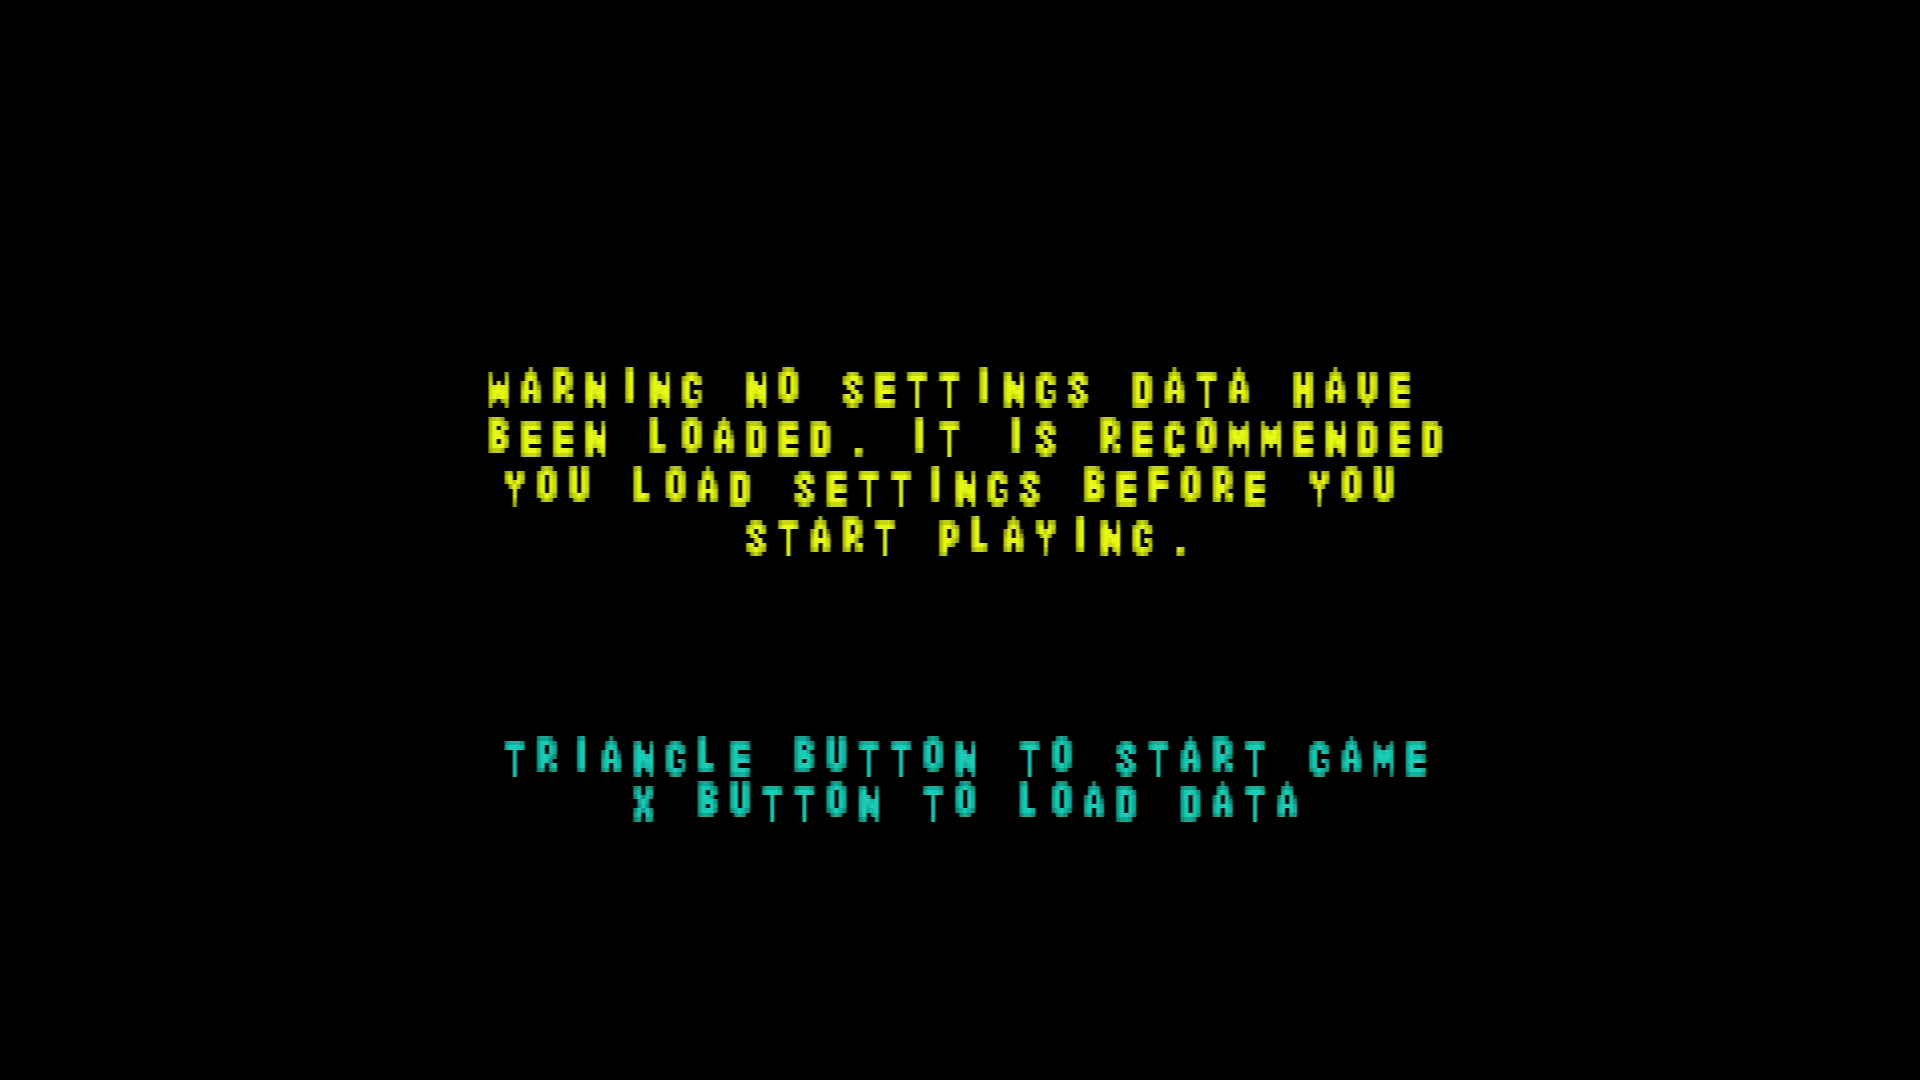 WARNING NO SETTINGS DATA HAVE
BEEN LOADED. IT IS RECOMMENDED
YOU LOAD SETTINGS BEFORE YOU
START PLAYING.
TRIANGLE BUTTON TO START GAME
X BUTTON TO LOAD DATA